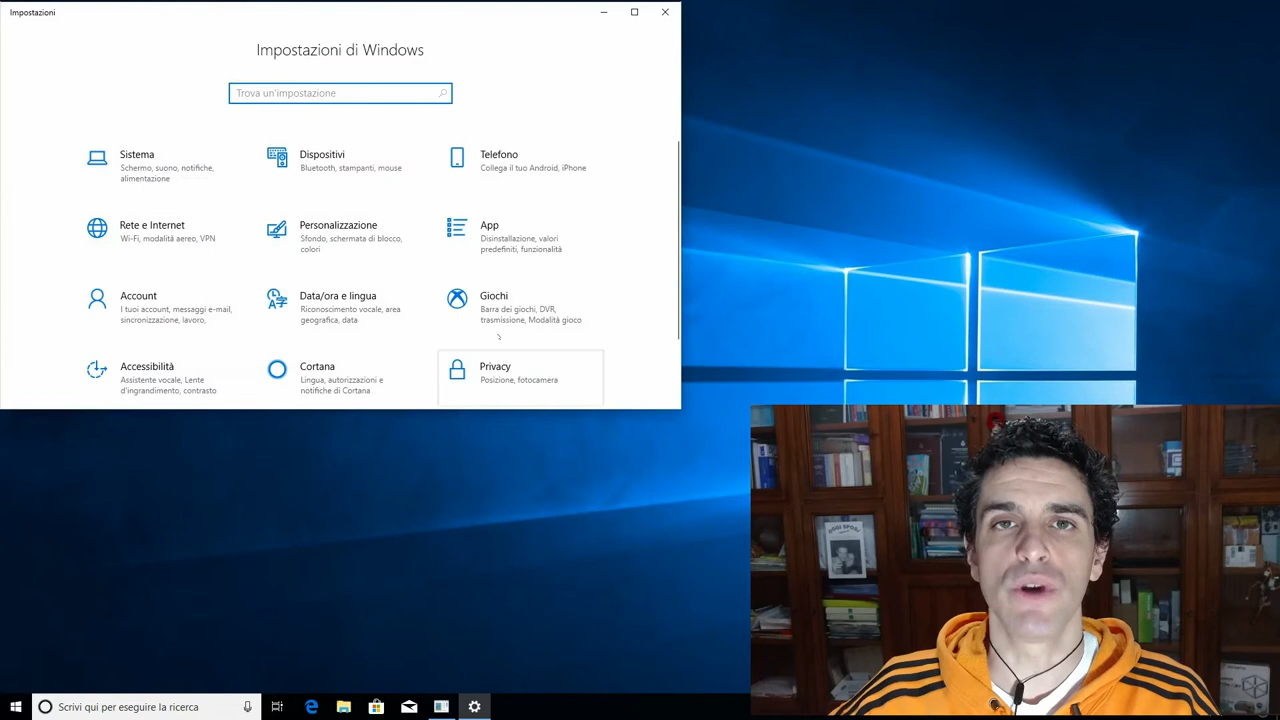 Impostazioni
Impostazioni di Windows
Trova un'impostazione
Sistema
Schermo, suono, notifiche,
alimentazione
Dispositivi
Bluetooth, stampanti, mouse
Telefono
Collega il tuo Android, iPhone
Rete e Internet
Wi-Fi, modalità aereo, VPN
Personalizzazione
Sfondo, schermata di blocco,
colori
App
Disinstallazione, valori
predefiniti, funzionalità
Account
I tuoi account, messaggi e-mail,
sincronizzazione, lavoro,
Data/ora e lingua
Riconoscimento vocale, area
geografica, data
Giochi
Barra dei giochi, DVR,
trasmissione, Modalità gioco
Accessibilità
Assistente vocale, Lente
d'ingrandimento, contrasto
Cortana
Lingua, autorizzazioni e
notifiche di Cortana
Privacy
Posizione, fotocamera
OGGI SPOSI
Scrivi qui per eseguire la ricerca